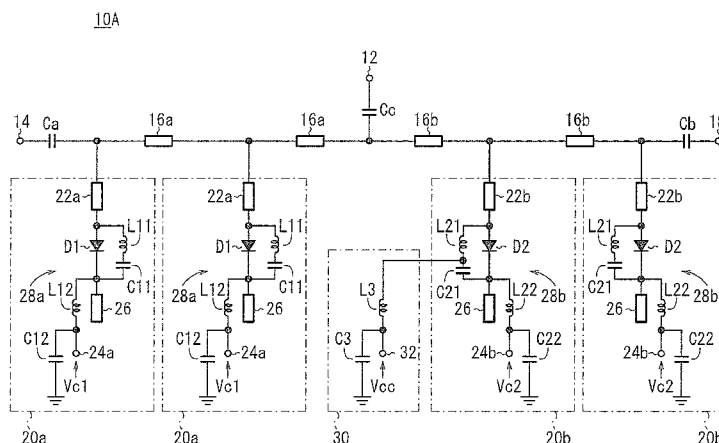 10A
12
14 Ca 16a 16a Cc 16b 16b Cb 18
22a 22a 22b 22b
L11 L11 L21 L21
D1 D1 D2 D2
C11 C11 C21 C21
28a L12 28a L12 L3 L22 28b L22 28b
26 26 26 26
C12 C12 C3 C22 C22
24a 24a 32 24b 24b
Vc1 Vc1 Vcc Vc2 Vc2
20a 20a 30 20b 20b